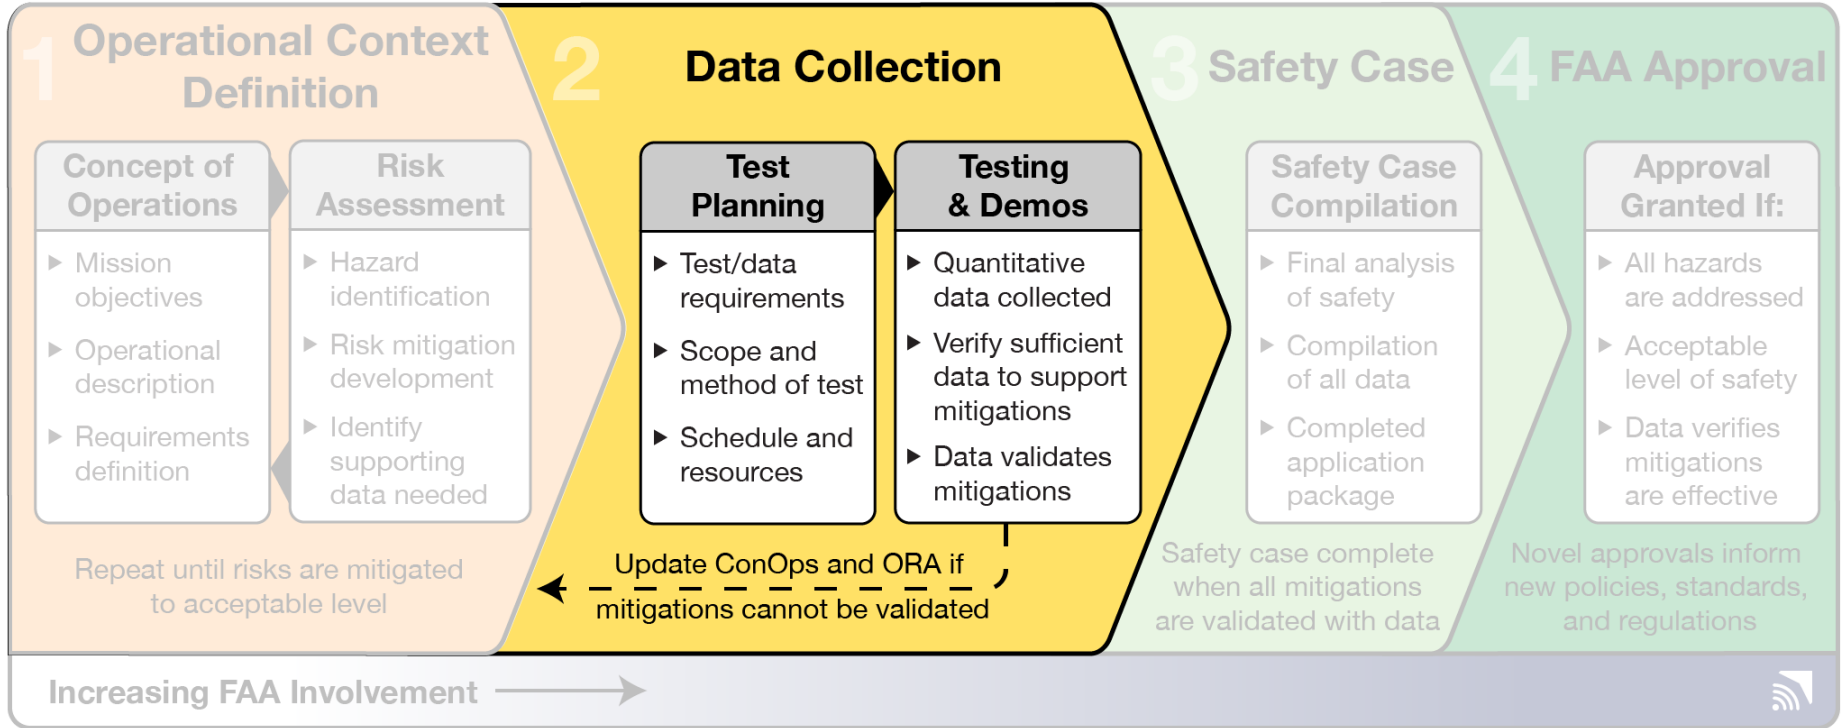 1
Operational Context
Definition
Concept of
Operations
Mission
objectives
Operational
description
Requirements
definition
Risk
Assessment
Hazard
identification
Risk mitigation
development
Identify
supporting
data needed
Repeat until risks are mitigated
to acceptable level
2
Data Collection
Test
Planning
Test/data
requirements
Scope and
method of test
Schedule and
resources
Testing
& Demos
Quantitative
data collected
Verify sufficient
data to support
mitigations
Data validates
mitigations
Update ConOps and ORA if
mitigations cannot be validated
3
Safety Case
Safety Case
Compilation
Final analysis
of safety
Compilation
of all data
Completed
application
package
Safety case complete
when all mitigations
are validated with data
4
FAA Approval
Approval
Granted If:
All hazards
are addressed
Acceptable
level of safety
Data verifies
mitigations
are effective
Novel approvals inform
new policies, standards,
and regulations
Increasing FAA Involvement